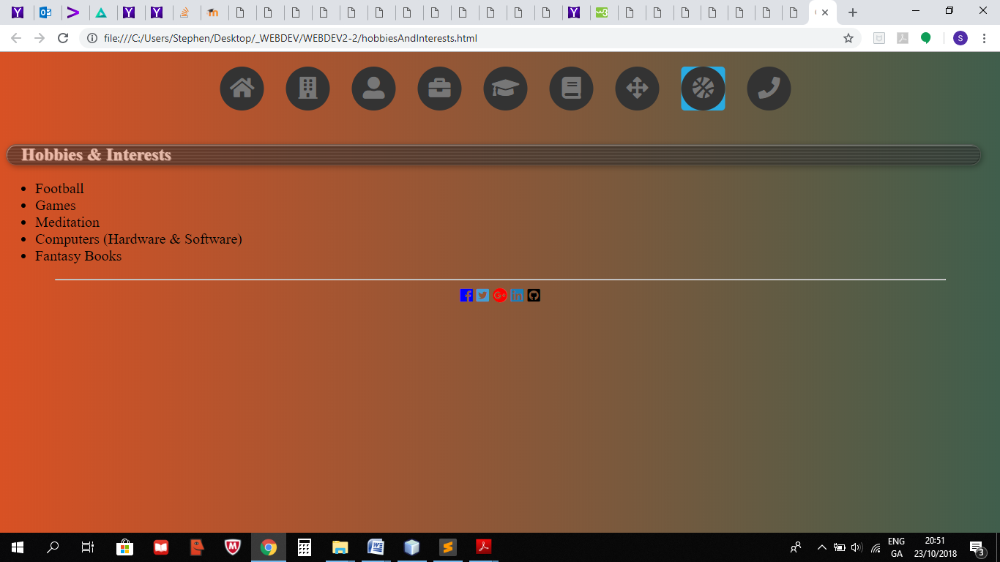 file:///C:/Users/Stephen/Desktop/_WEBDEV/WEBDEV2-2/hobbiesAndInterests.html
S
Hobbies & Interests
Football
Games
Meditation
Computers (Hardware & Software)
Fantasy Books
ENG
GA
20:51
23/10/2018
3